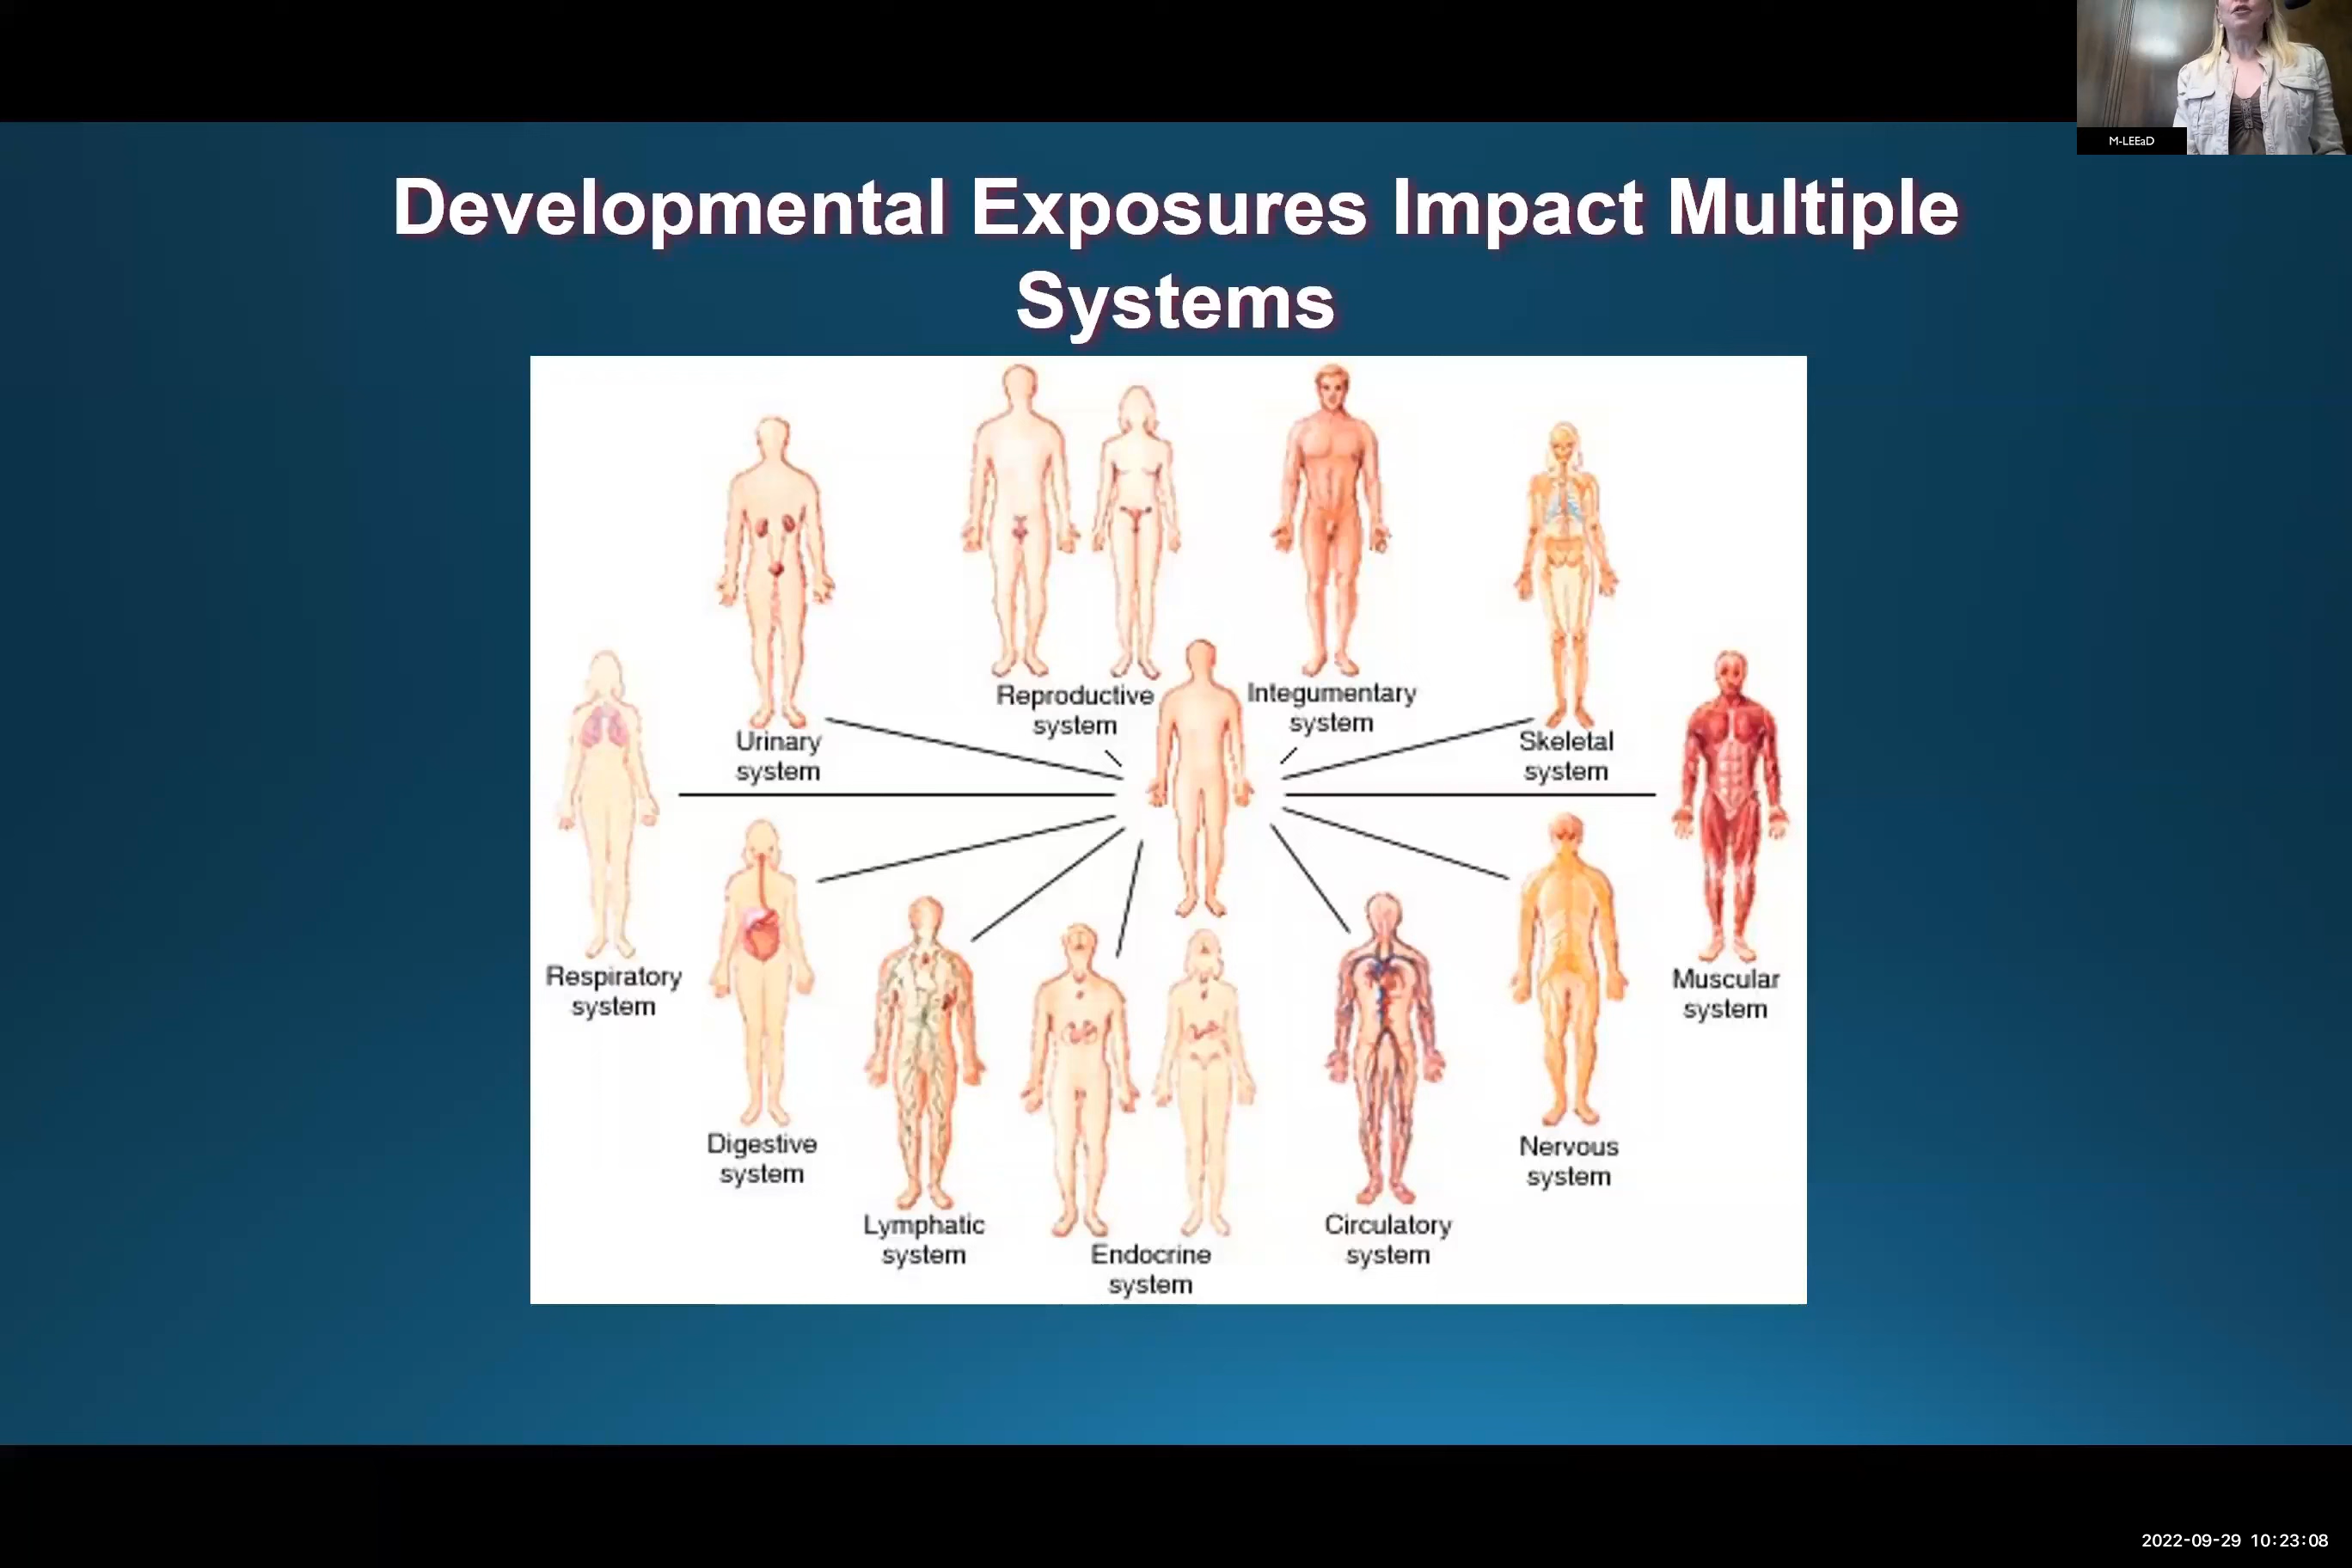 M-LEEaD
Developmental Exposures Impact Multiple
Systems
Reproductive
system
Integumentary
system
Urinary
system
Skeletal
system
Respiratory
system
Muscular
system
Digestive
system
Nervous
system
Lymphatic
system
Circulatory
system
Endocrine
system
2022-09-29 10:23:08